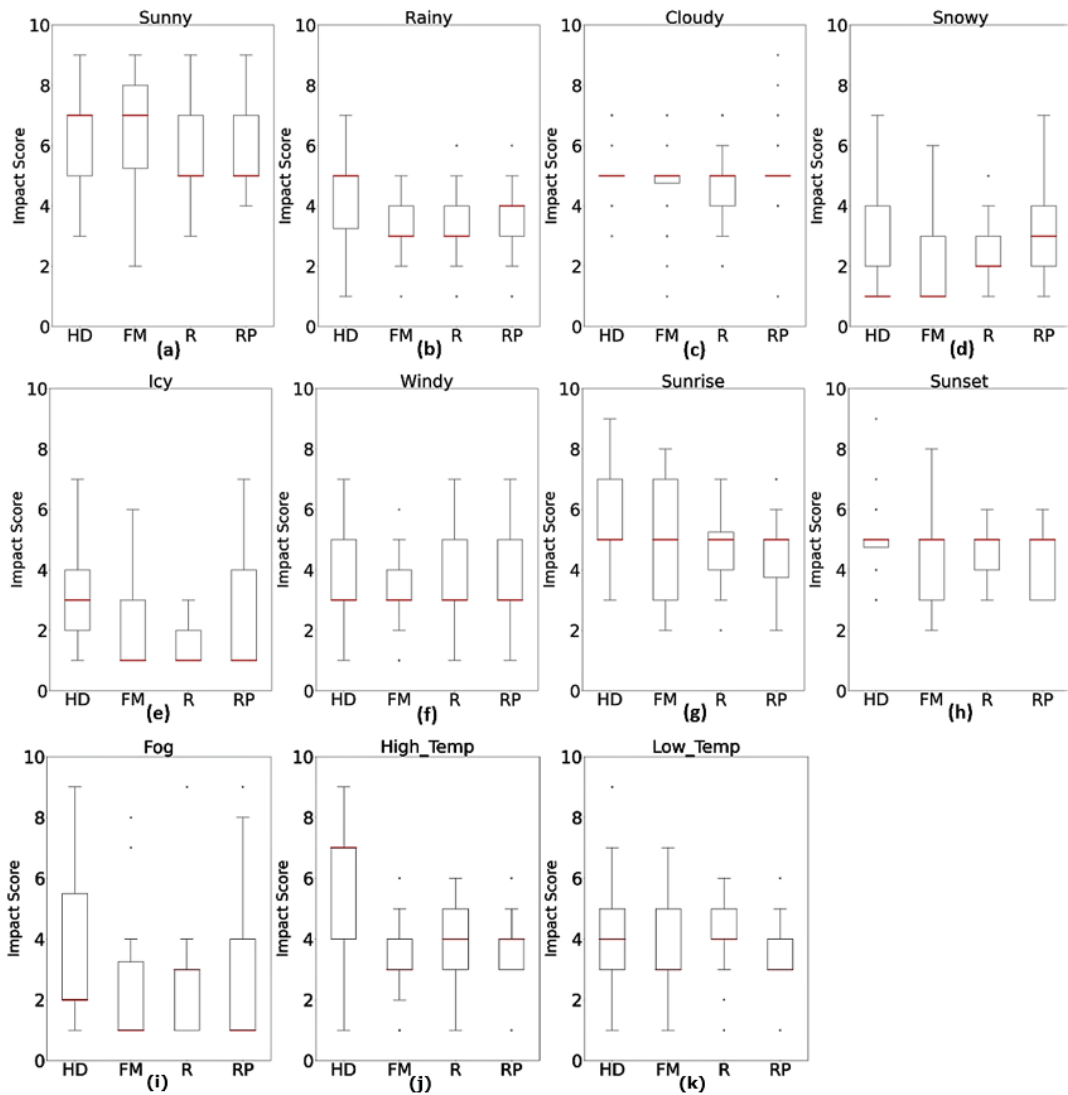 Sunny Rainy Cloudy Snowy
10 10 10 10
8 8 8 8
6 6 6 6
4 4 4 4
2 2 2 2
0 0 0 0
Impact Score Impact Score Impact Score Impact Score
HD FM R RP HD FM R RP HD FM R RP HD FM R RP
(a) (b) (c) (d)
Icy Windy Sunrise Sunset
10 10 10 10
8 8 8 8
6 6 6 6
4 4 4 4
2 2 2 2
0 0 0 0
Impact Score Impact Score Impact Score Impact Score
HD FM R RP HD FM R RP HD FM R RP HD FM R RP
(e) (f) (g) (h)
Fog High_Temp Low_Temp
10 10 10
8 8 8
6 6 6
4 4 4
2 2 2
0 0 0
Impact Score Impact Score Impact Score
HD FM R RP HD FM R RP HD FM R RP
(i) (j) (k)